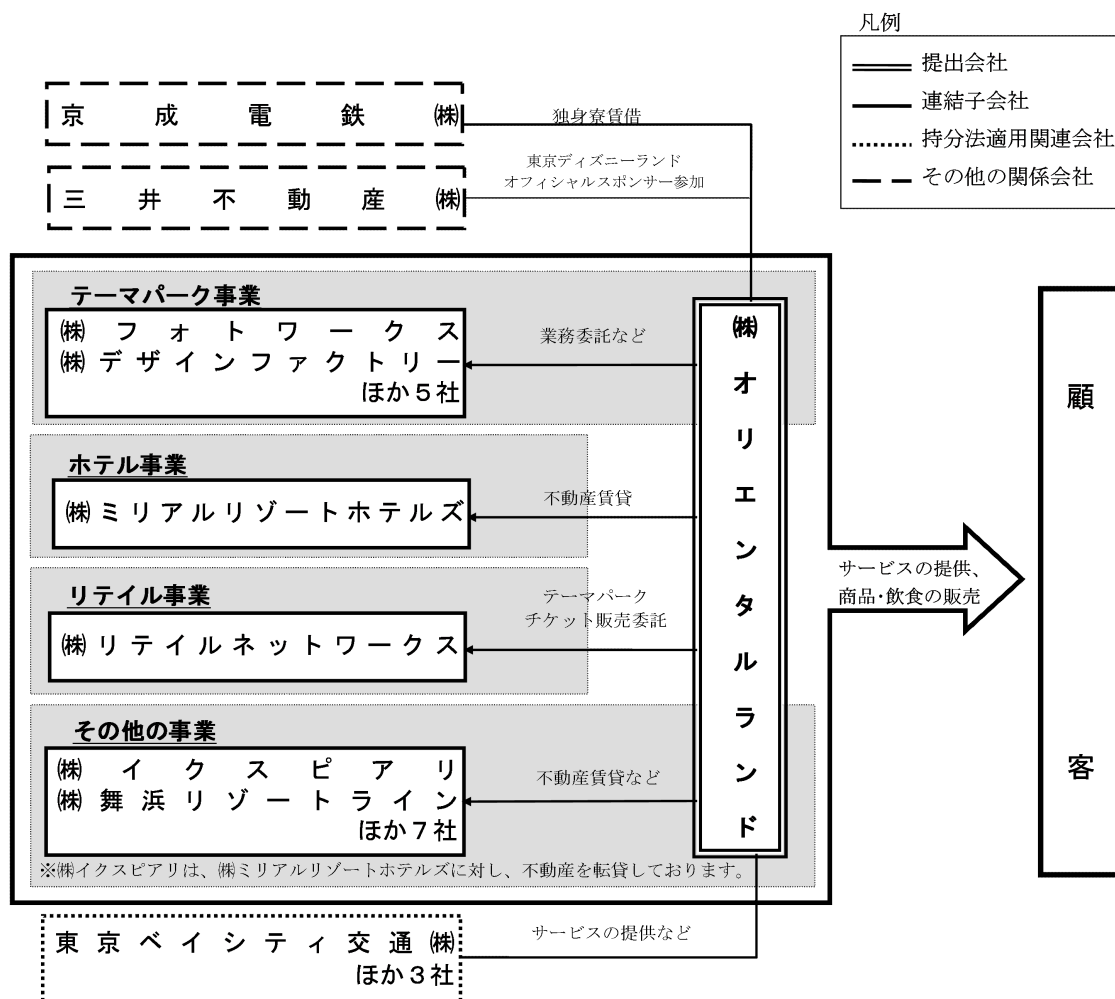 凡例
提出会社
連結子会社
持分法適用関連会社
その他の関係会社
京成電鉄㈱
独身寮賃借
三井不動産㈱
東京ディズニーランド
オフィシャルスポンサー参加
テーマパーク事業
㈱フォトワークス
㈱デザインファクトリー
ほか5社
業務委託など
ホテル事業
㈱ミリアルリゾートホテルズ
不動産賃貸
リテイル事業
㈱リテイルネットワークス
テーマパーク
チケット販売委託
その他の事業
㈱イクスピアリ
㈱舞浜リゾートライン
ほか7社
不動産賃貸など
※㈱イクスピアリは、㈱ミリアルリゾートホテルズに対し、不動産を転貸しております。
㈱オリエンタルランド
サービスの提供、
商品・飲食の販売
顧客
東京ベイシティ交通㈱
ほか3社
サービスの提供など